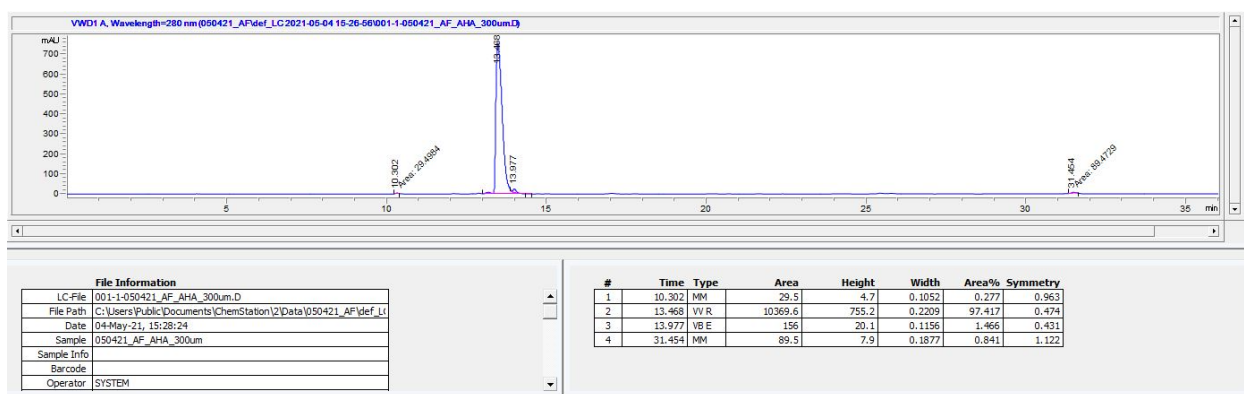 VWD1 A, Wavelength=280 nm (050421_AF\def_LC 2021-05-04 15-26-56\001-1-050421_AF_AHA_300um.D)
mAU
700
600
500
400
300
200
100
0
10.302
Area: 29.4984
13.468
13.977
31.454
Area: 89.4729
5 10 15 20 25 30 35 min
File Information
LC-File 001-1-050421_AF_AHA_300um.D
File Path C:\Users\Public\Documents\ChemStation\2\Data\050421_AF\def_L(
Date 04-May-21, 15:28:24
Sample 050421_AF_AHA_300um
Sample Info
Barcode
Operator SYSTEM
# Time Type Area Height Width Area% Symmetry
1 10.302 MM 29.5 4.7 0.1052 0.277 0.963
2 13.468 VV R 10369.6 755.2 0.2209 97.417 0.474
3 13.977 VB E 156 20.1 0.1156 1.466 0.431
4 31.454 MM 89.5 7.9 0.1877 0.841 1.122